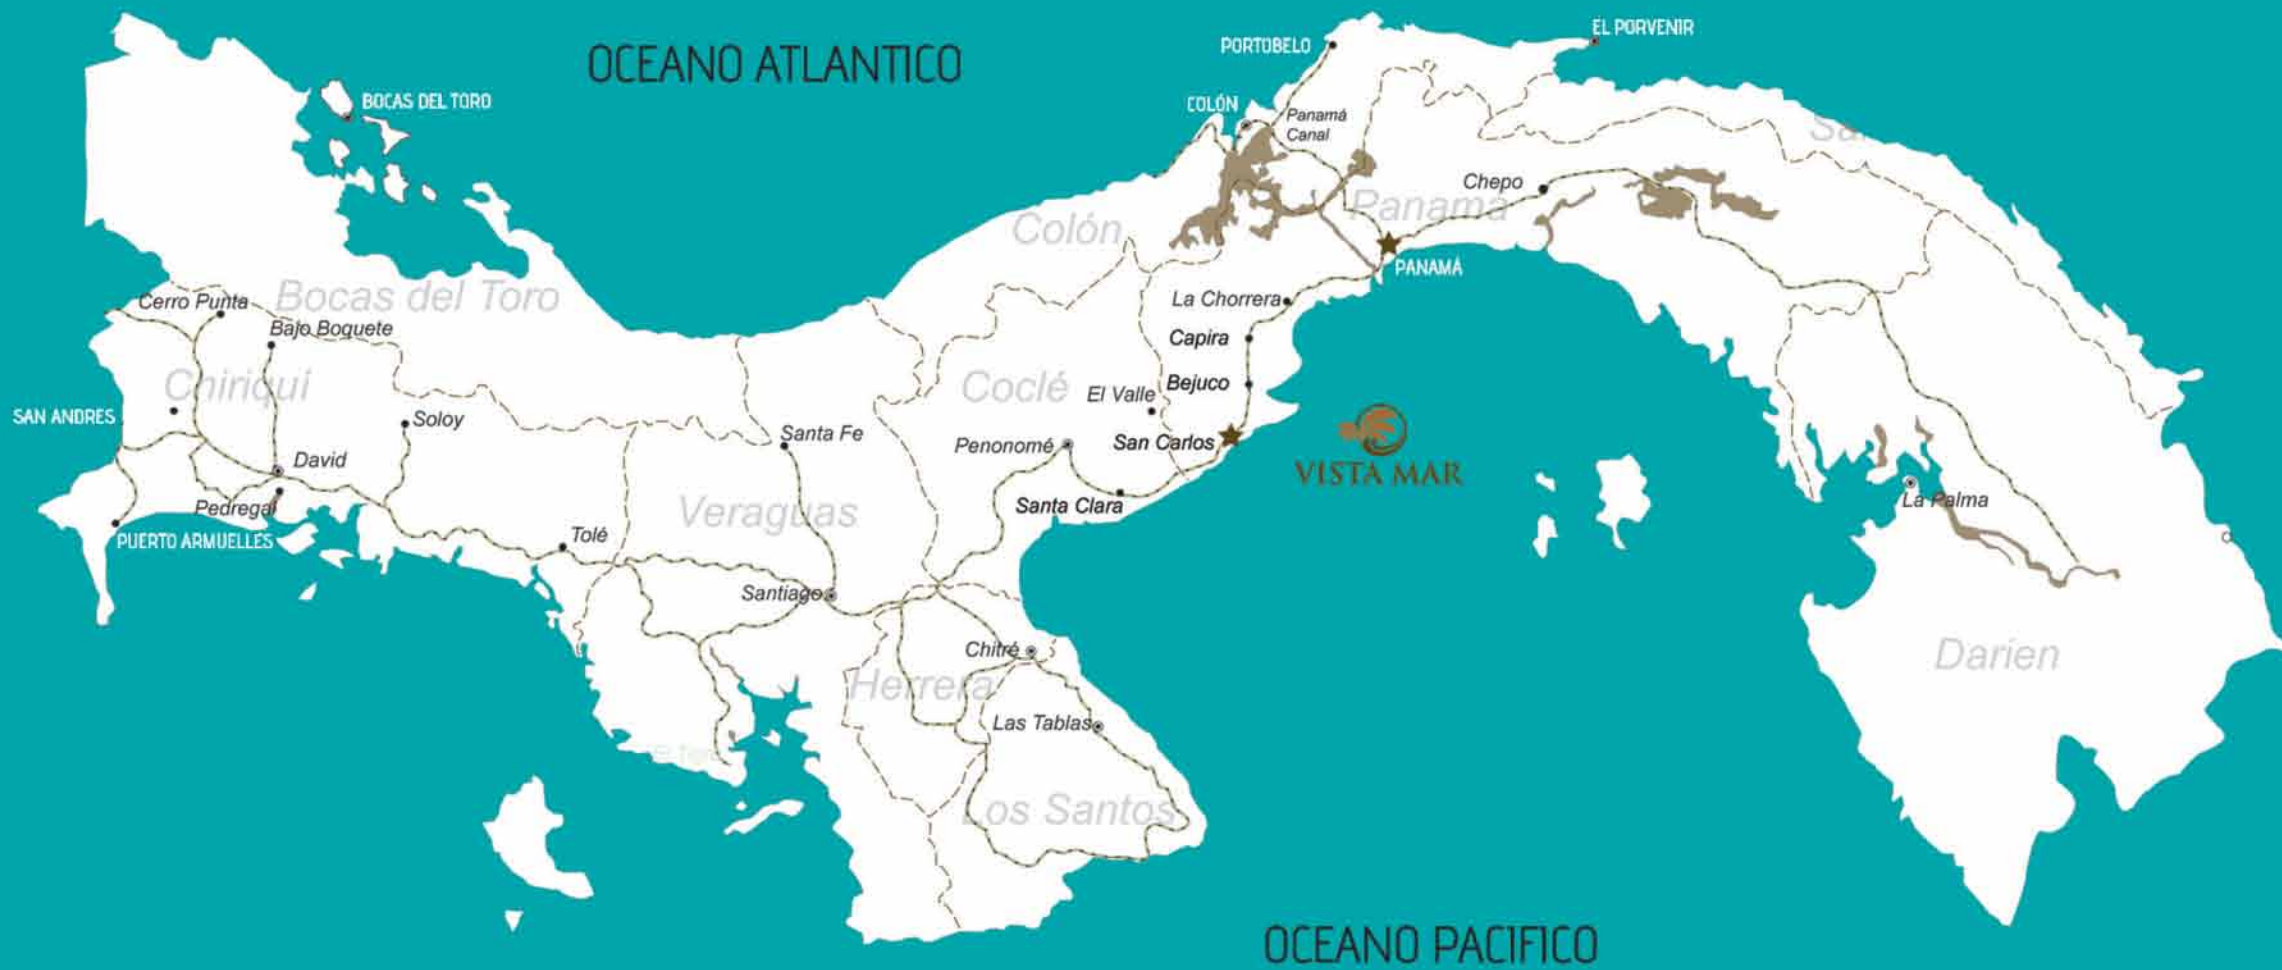 EL PORVENIR
OCEANO ATLANTICO
PORTOBELO
BOCAS DEL TORO
COLÓN
Panamá
Canal
Chepo
Panamá
Colón
PANAMÁ
Cerro Punta
Bocas del Toro
La Chorrera
Bajo Boquete
Capira
Chiriquí
Coclé
Bejuco
El Valle
SAN ANDRES
Soloy
Santa Fe
Penonomé
San Carlos
VISTA MAR
David
Pedregal
Veraguas
Santa Clara
La Palma
PUERTO ARMUELLES
Tolé
Santiago
Chitré
Darien
Herrera
Las Tablas
Los Santos
OCEANO PACIFICO